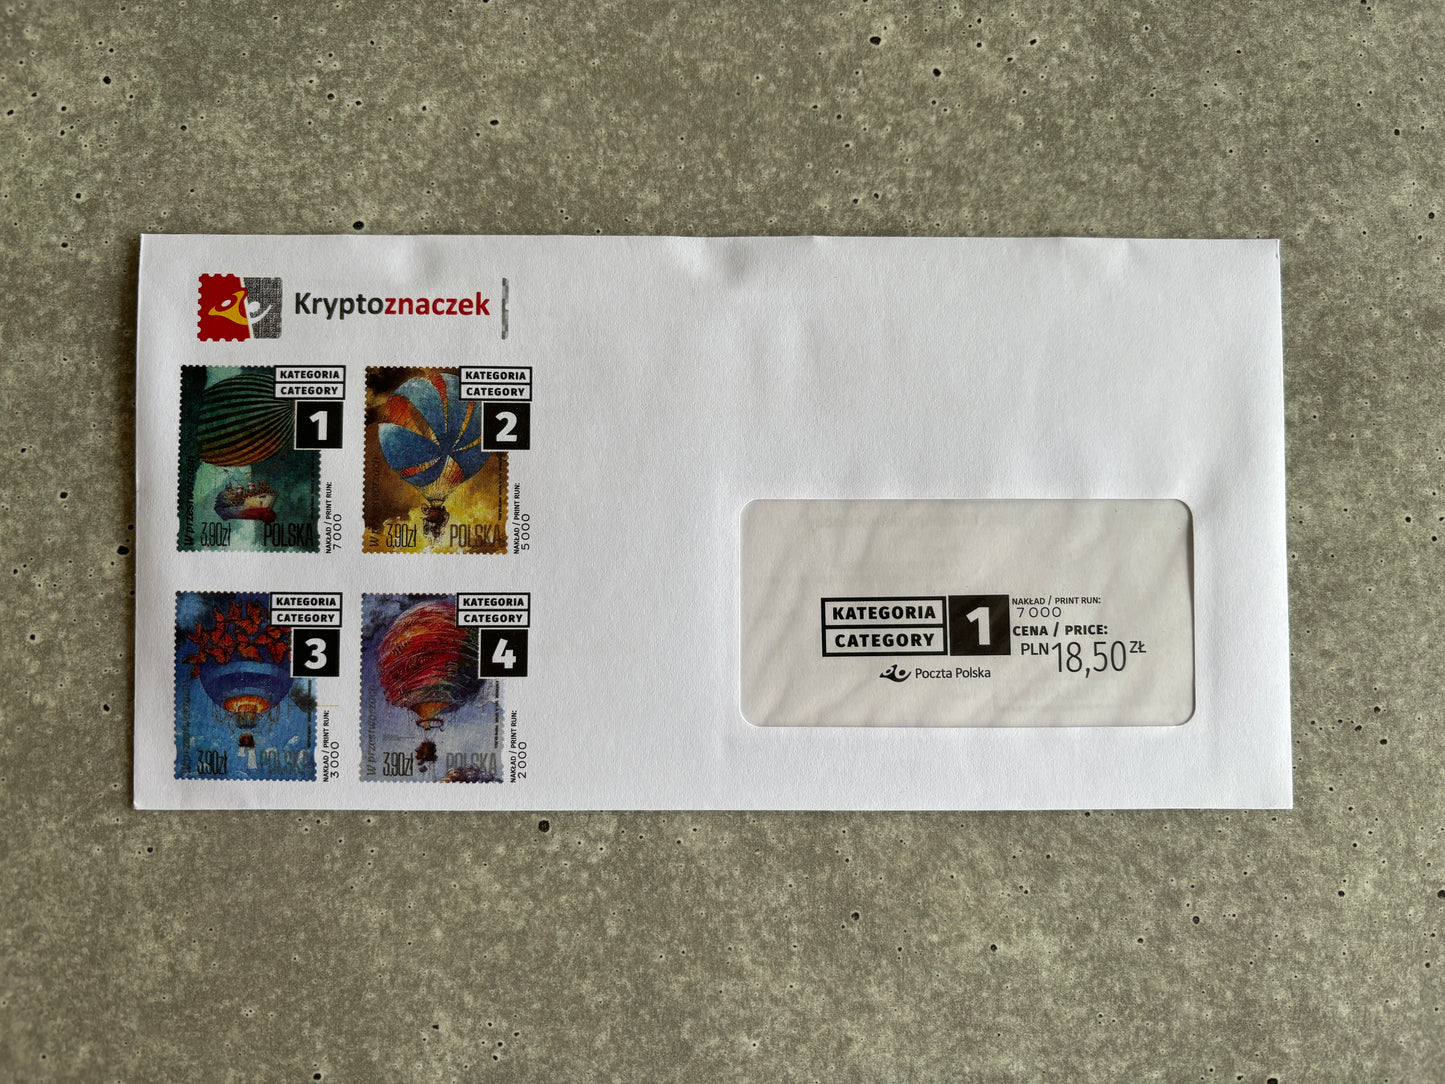 Kryptoznaczek
KATEGORIA
CATEGORY
1
W przestworzach
3,90zł POLSKA
NAKŁAD / PRINT RUN:
7000
KATEGORIA
CATEGORY
2
3,90zł POLSKA
NAKŁAD / PRINT RUN:
5000
KATEGORIA
CATEGORY
3
3,90zł POLSKA
NAKŁAD / PRINT RUN:
3000
KATEGORIA
CATEGORY
4
W przestworzach
3,90zł POLSKA
NAKŁAD / PRINT RUN:
2000
KATEGORIA
CATEGORY
1
NAKŁAD / PRINT RUN:
7000
CENA / PRICE:
PLN 18,50 ZŁ
Poczta Polska